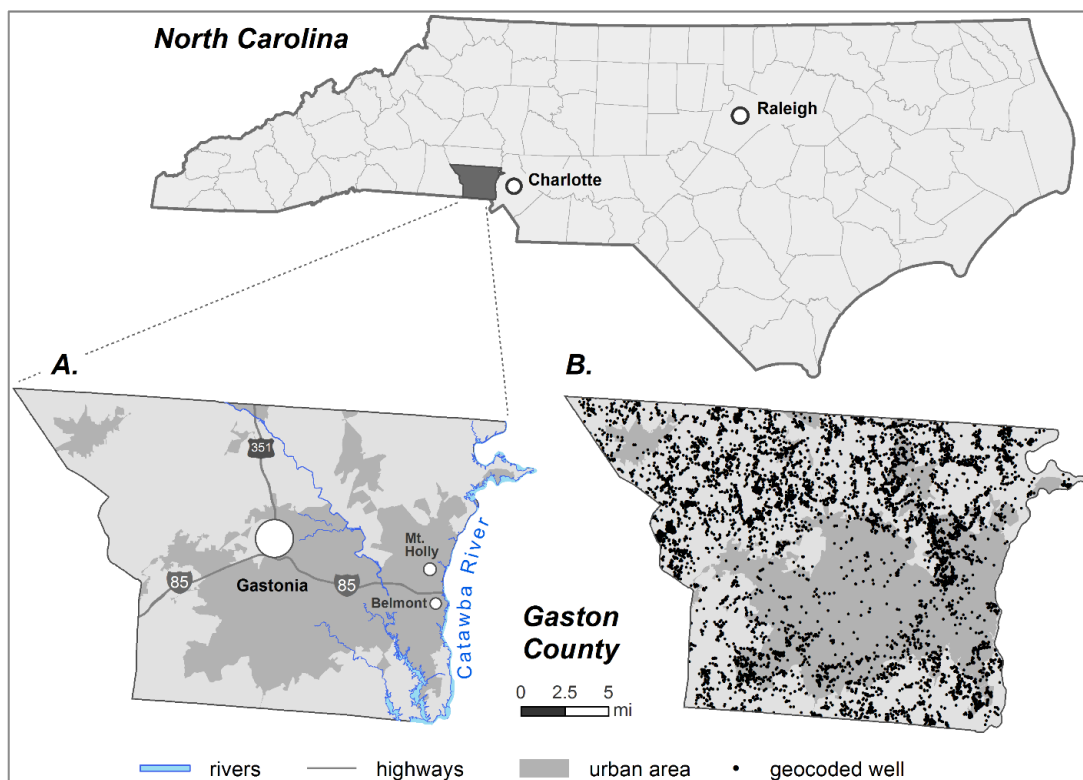 North Carolina
Raleigh
Charlotte
A.
B.
351
Mt.
Holly
85
Gastonia
85
Belmont
Catawba River
Gaston
County
0 2.5 5
mi
rivers
highways
urban area
geocoded well